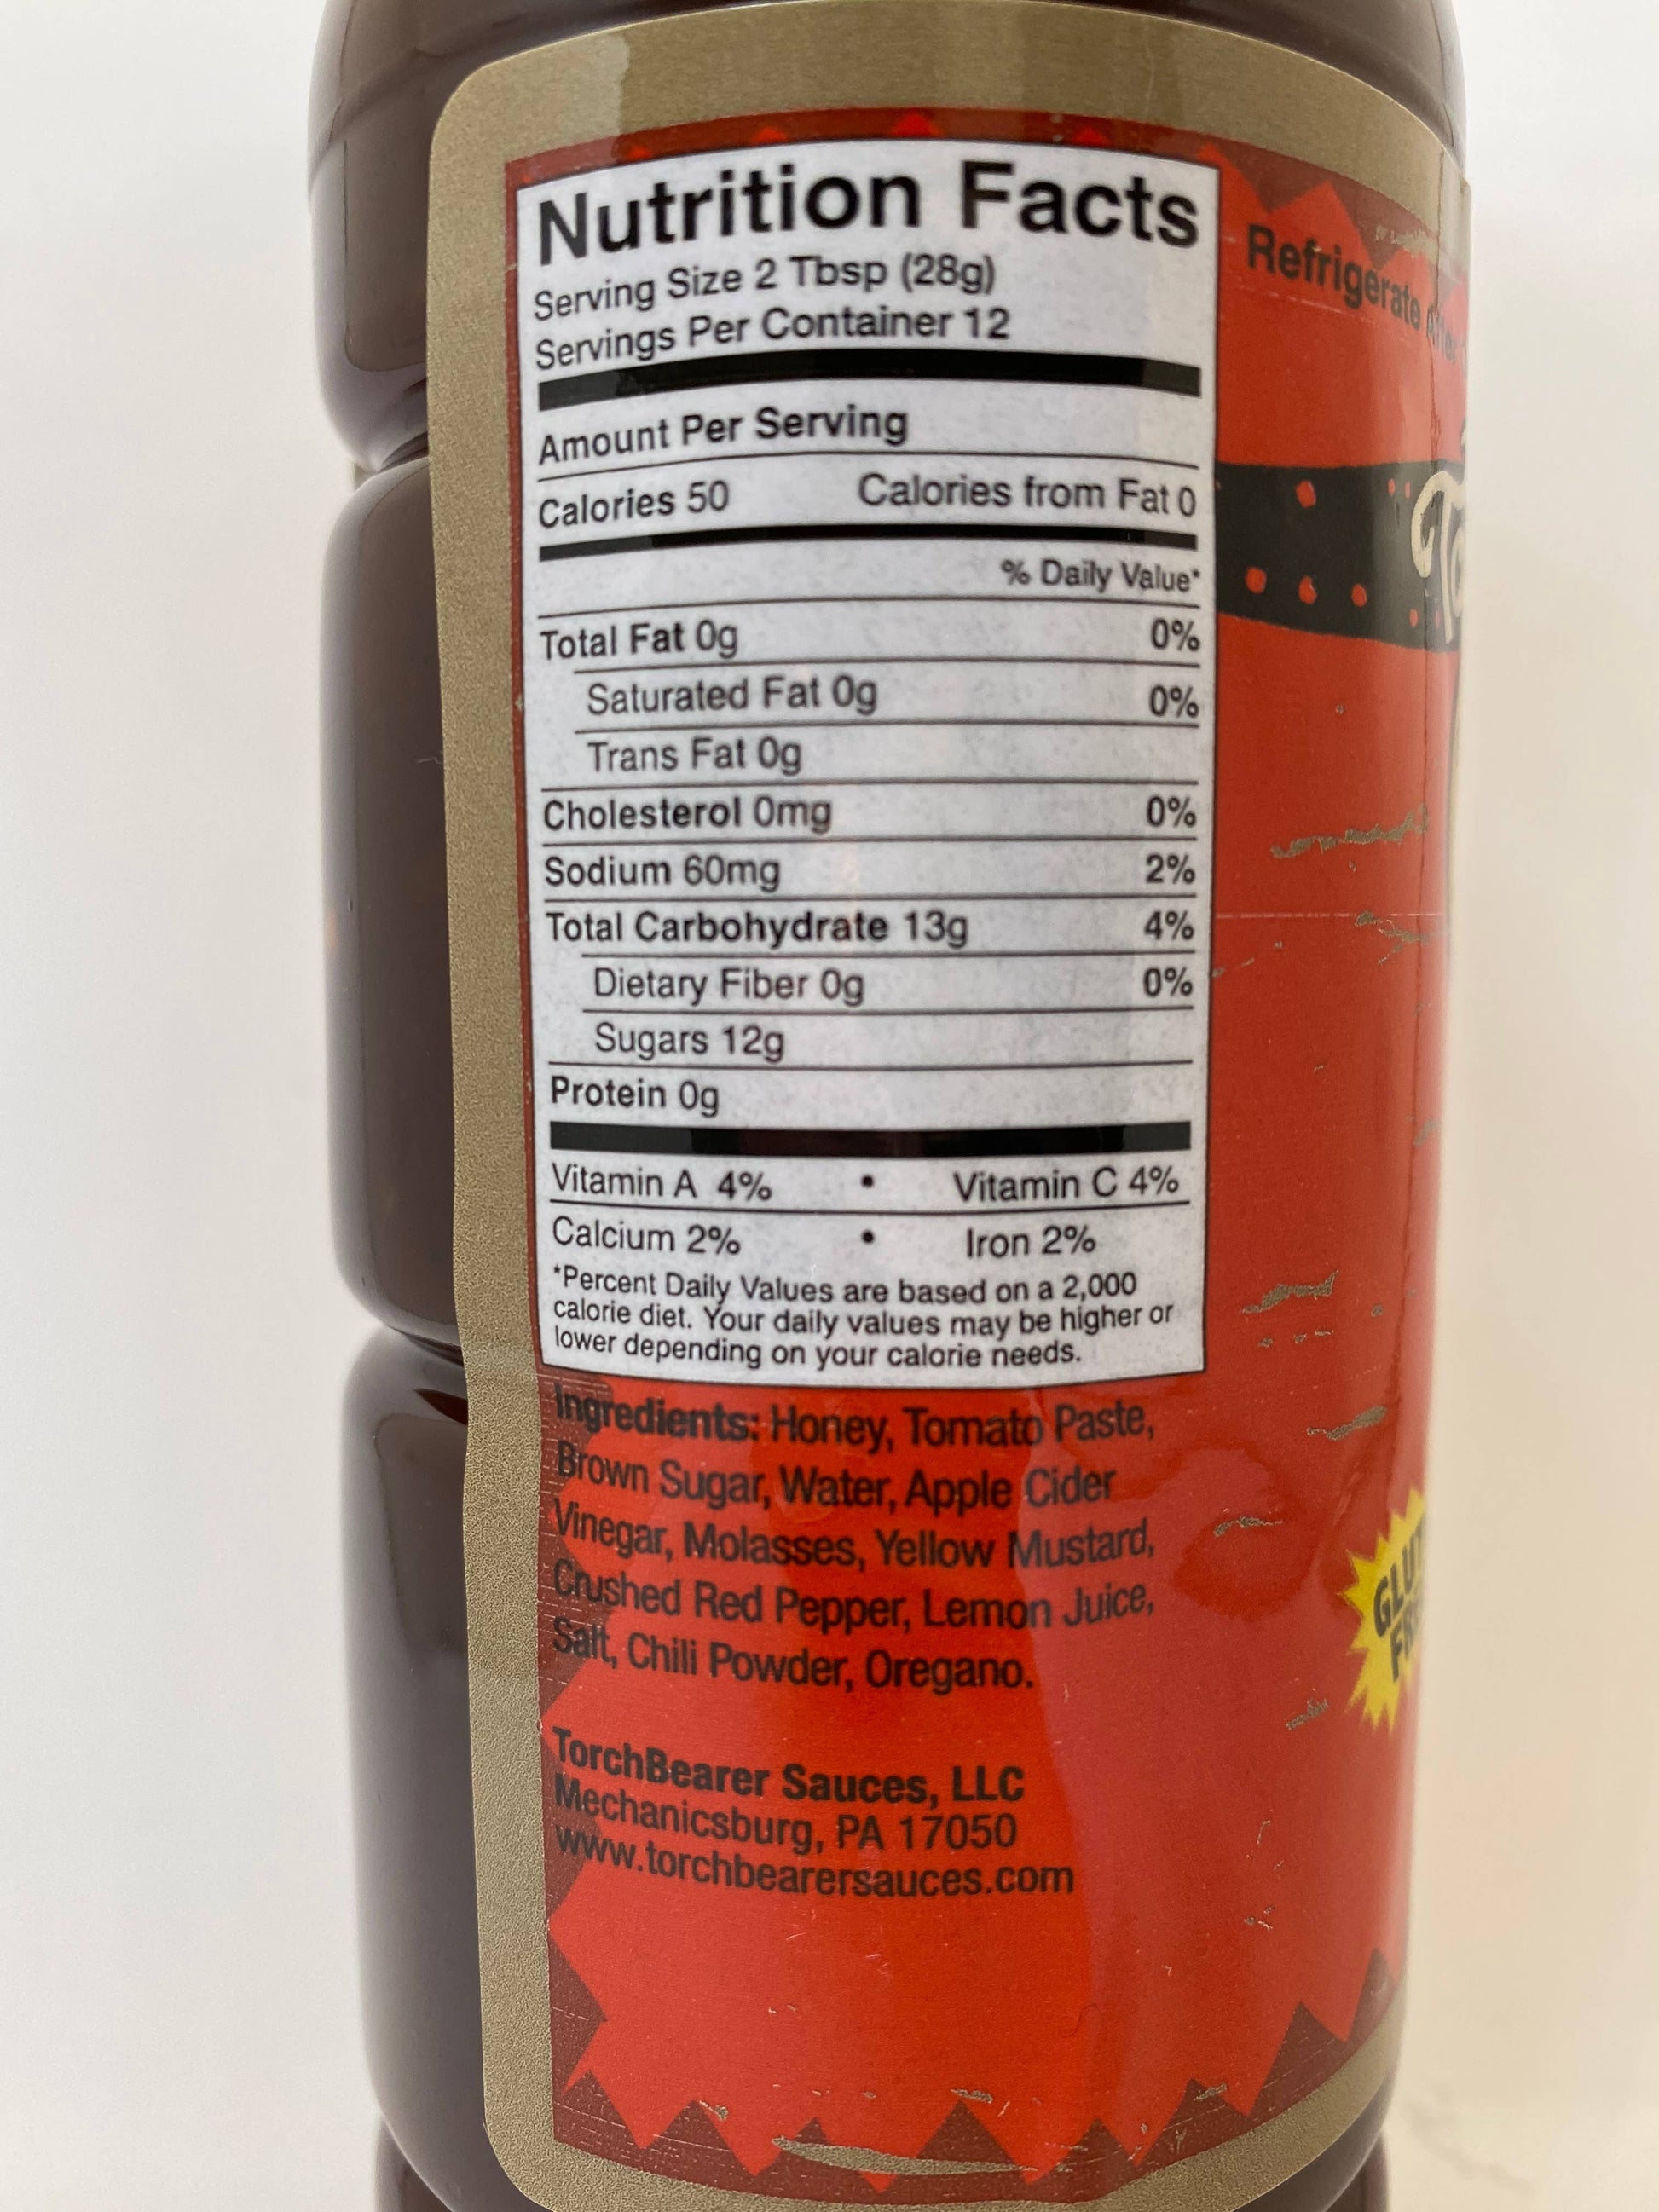 Nutrition Facts
Serving Size 2 Tbsp (28g)
Servings Per Container 12
Amount Per Serving
Calories 50 Calories from Fat 0
% Daily Value*
Total Fat 0g 0%
Saturated Fat 0g 0%
Trans Fat 0g
Cholesterol 0mg 0%
Sodium 60mg 2%
Total Carbohydrate 13g 4%
Dietary Fiber 0g 0%
Sugars 12g
Protein 0g
Vitamin A 4% • Vitamin C 4%
Calcium 2% • Iron 2%
*Percent Daily Values are based on a 2,000
calorie diet. Your daily values may be higher or
lower depending on your calorie needs.
Ingredients: Honey, Tomato Paste,
Brown Sugar, Water, Apple Cider
Vinegar, Molasses, Yellow Mustard,
Crushed Red Pepper, Lemon Juice,
Salt, Chili Powder, Oregano.
TorchBearer Sauces, LLC
Mechanicsburg, PA 17050
www.torchbearersauces.com
Refrigerate After